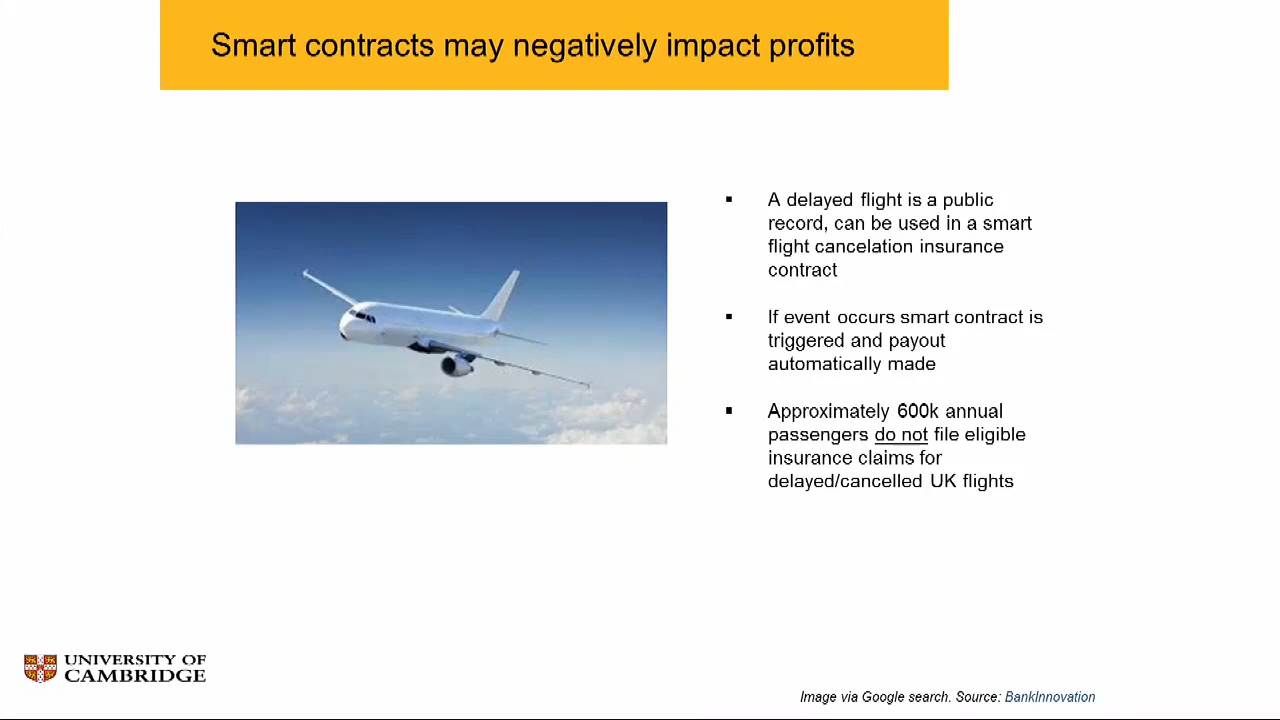 Smart contracts may negatively impact profits
▪ A delayed flight is a public
record, can be used in a smart
flight cancelation insurance
contract
▪ If event occurs smart contract is
triggered and payout
automatically made
▪ Approximately 600k annual
passengers do not file eligible
insurance claims for
delayed/cancelled UK flights
UNIVERSITY OF
CAMBRIDGE
Image via Google search. Source: BankInnovation